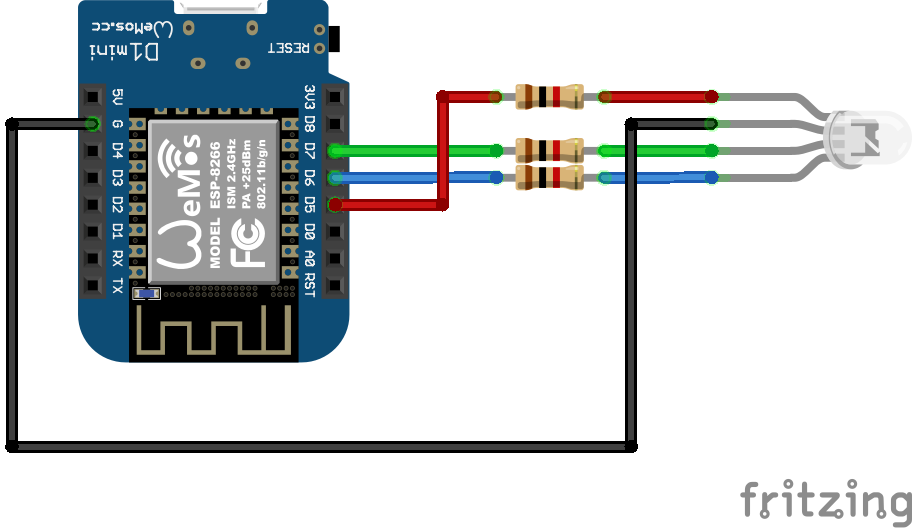 WeMos.cc
D1mini
RESET
5V
G
D4
D3
D2
D1
RX
TX
WeMos
MODEL ESP-8266
ISM 2.4GHz
PA +25dBm
802.11b/g/n
FC
3V3
D8
D7
D6
D5
D0
A0
RST
fritzing